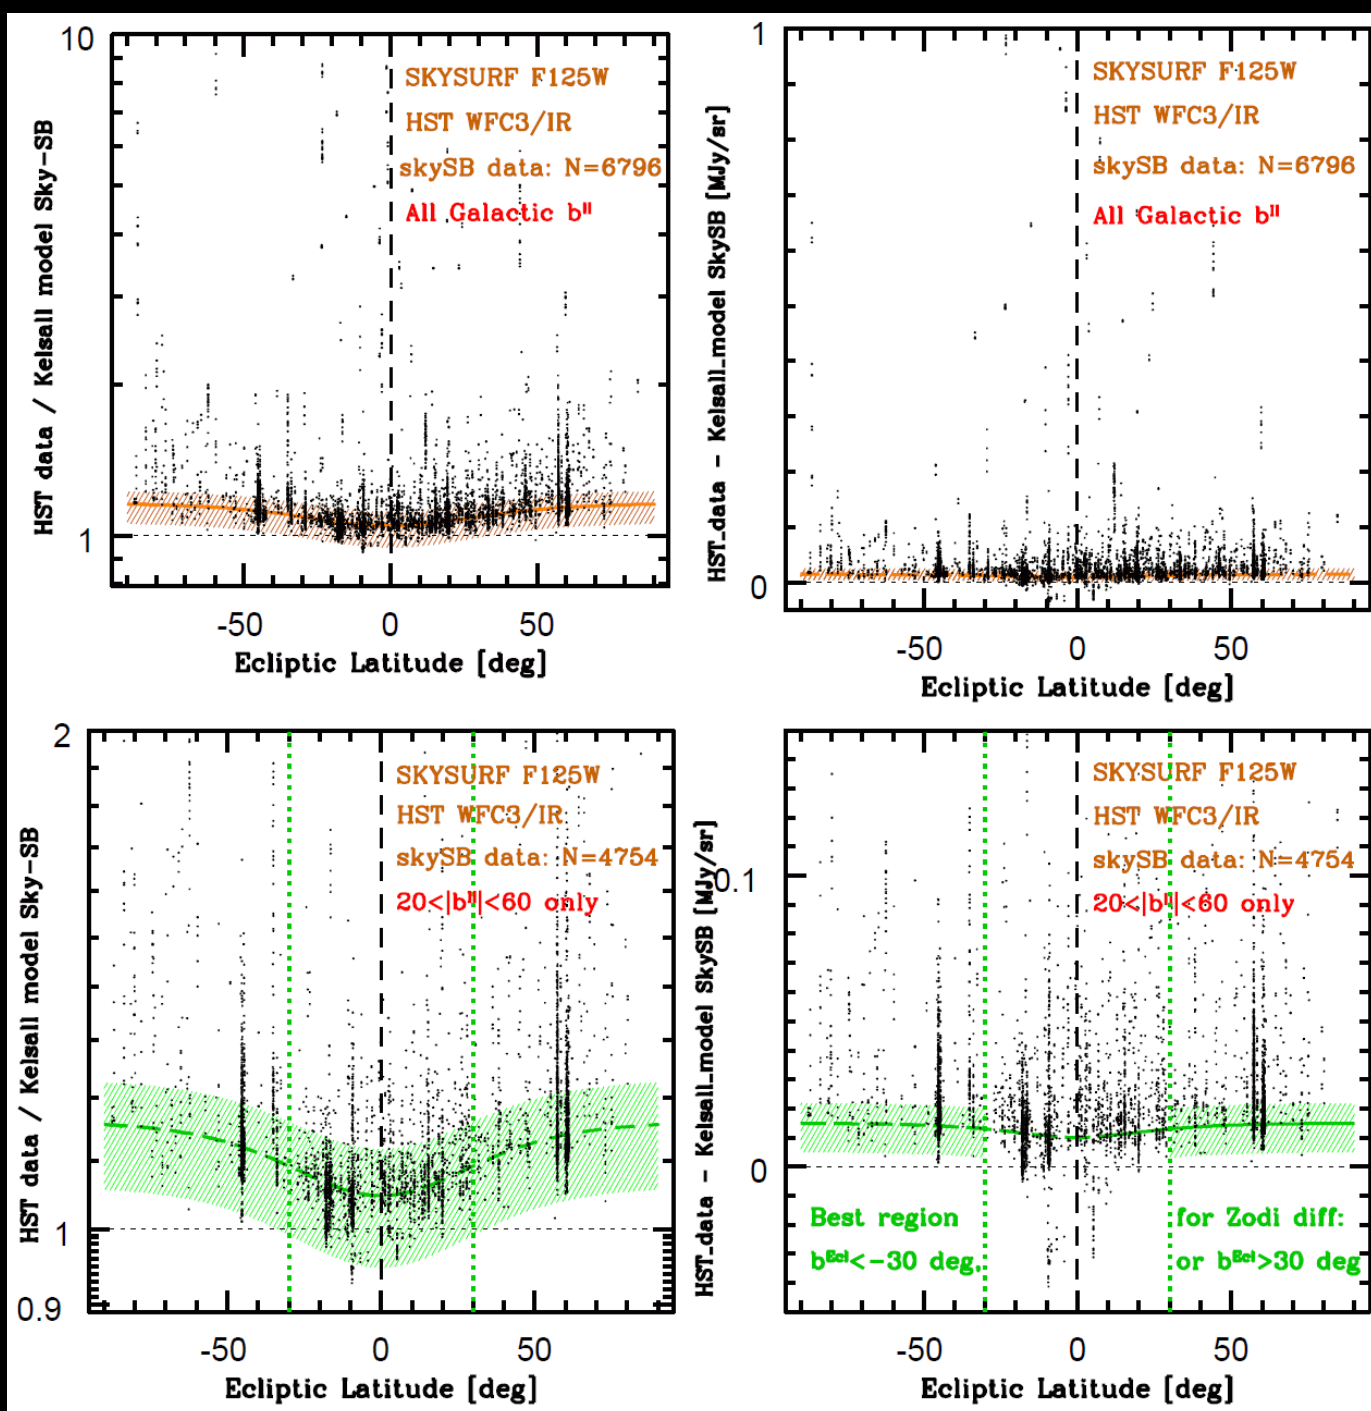 10
1
HST data / Kelsall model Sky-SB
SKYSURF F125W
HST WFC3/IR
skySB data: N=6796
All Galactic b^II
-50 0 50
Ecliptic Latitude [deg]
1
0
HST_data - Kelsall_model SkySB [MJy/sr]
SKYSURF F125W
HST WFC3/IR
skySB data: N=6796
All Galactic b^II
-50 0 50
Ecliptic Latitude [deg]
2
1
0.9
HST data / Kelsall model Sky-SB
SKYSURF F125W
HST WFC3/IR
skySB data: N=4754
20<|b^II|<60 only
-50 0 50
Ecliptic Latitude [deg]
0.1
0
HST_data - Kelsall_model SkySB [MJy/sr]
SKYSURF F125W
HST WFC3/IR
skySB data: N=4754
20<|b^II|<60 only
Best region for Zodi diff:
b^Ecl<-30 deg, or b^Ecl>30 deg
-50 0 50
Ecliptic Latitude [deg]